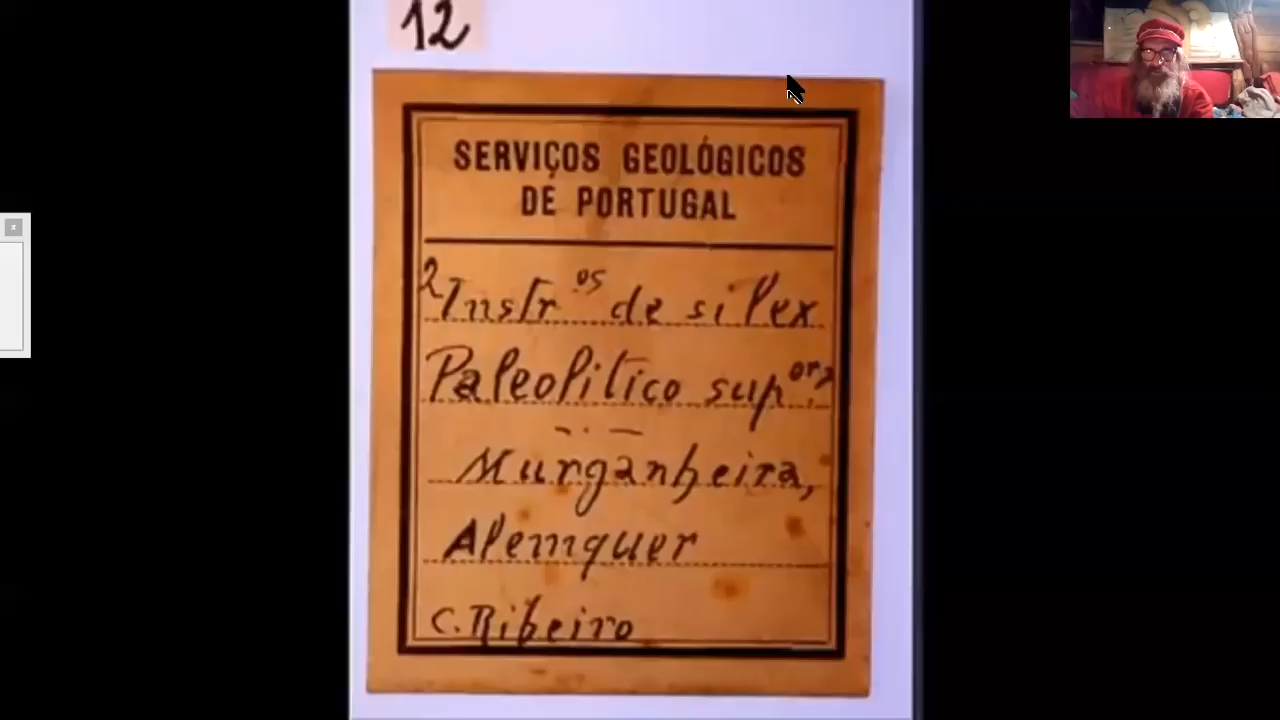 12
SERVIÇOS GEOLÓGICOS
DE PORTUGAL
2 Instr.os de silex
Paleolitico sup.or?
Murganheira,
Alemquer
C. Ribeiro